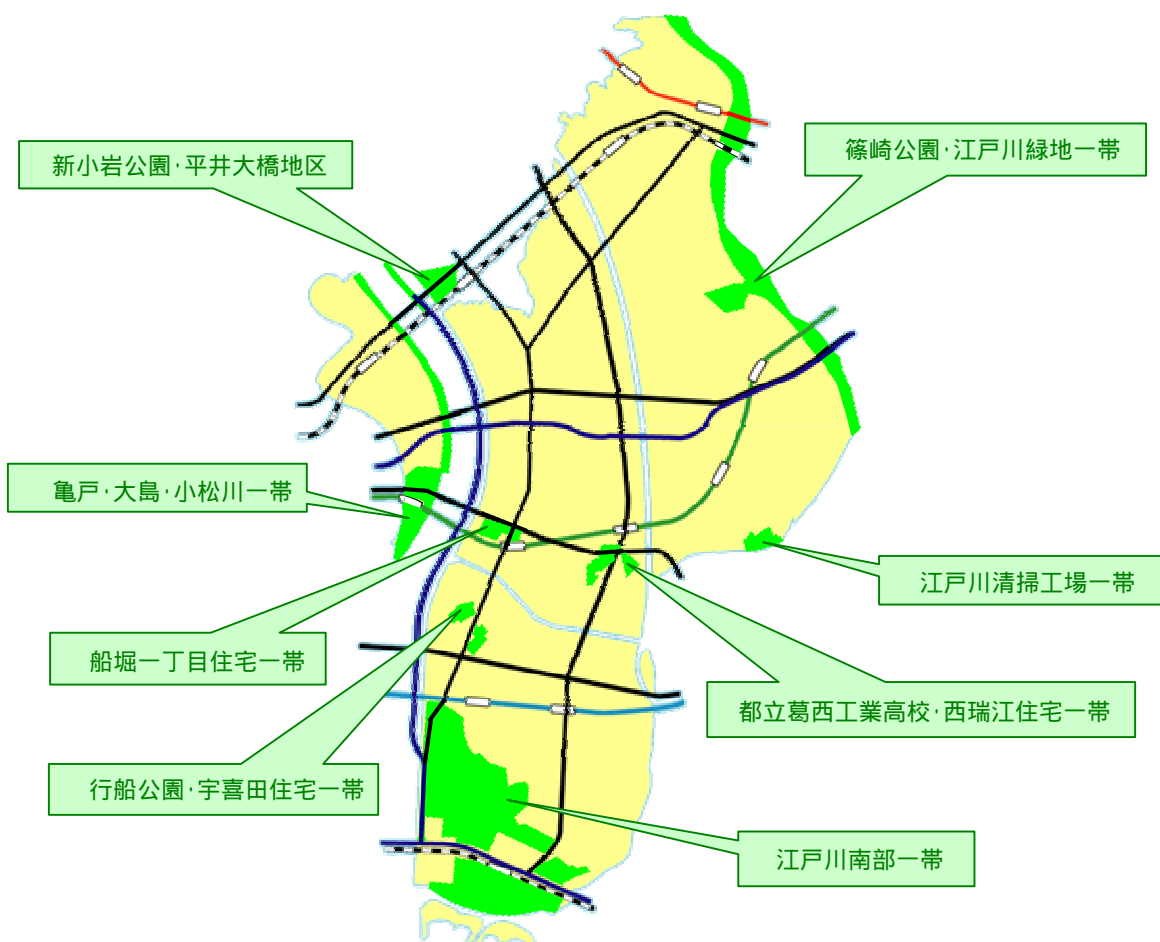 新小岩公園･平井大橋地区
篠崎公園･江戸川緑地一帯
亀戸･大島･小松川一帯
江戸川清掃工場一帯
船堀一丁目住宅一帯
都立葛西工業高校･西瑞江住宅一帯
行船公園･宇喜田住宅一帯
江戸川南部一帯